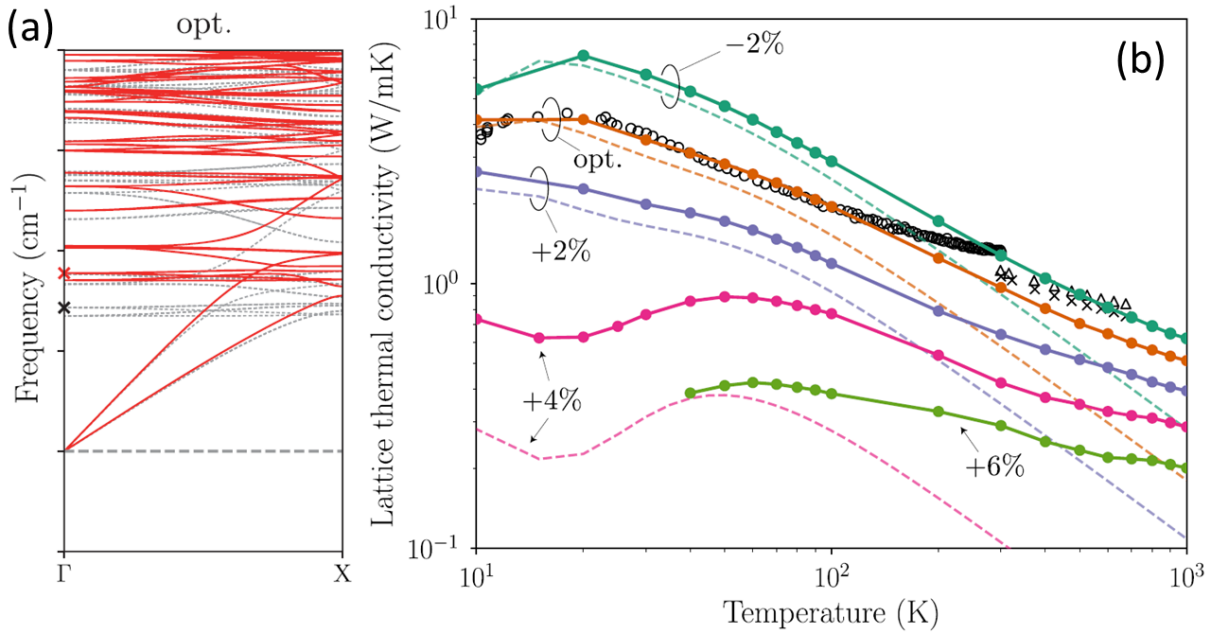 (a)
opt.
Frequency (cm⁻¹)
Γ
X
(b)
Lattice thermal conductivity (W/mK)
10¹
10⁰
10⁻¹
−2%
opt.
+2%
+4%
+6%
10¹
10²
10³
Temperature (K)